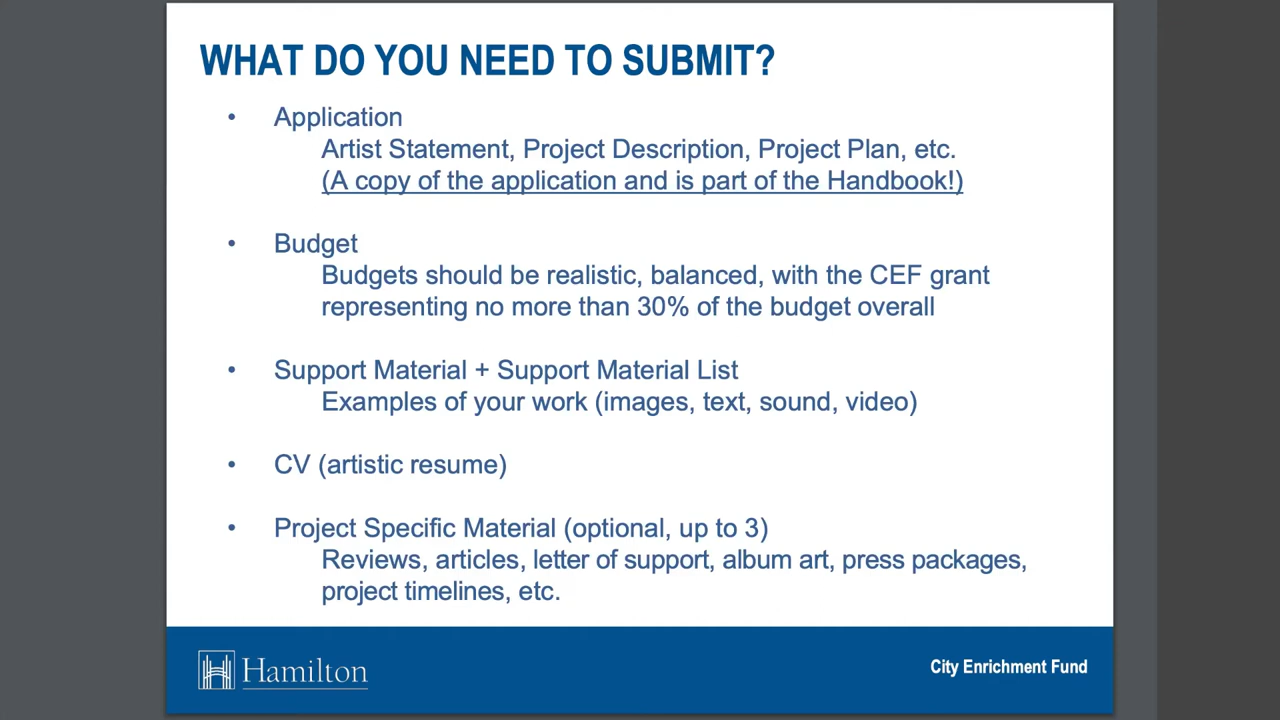 WHAT DO YOU NEED TO SUBMIT?
• Application
Artist Statement, Project Description, Project Plan, etc.
(A copy of the application and is part of the Handbook!)
• Budget
Budgets should be realistic, balanced, with the CEF grant
representing no more than 30% of the budget overall
• Support Material + Support Material List
Examples of your work (images, text, sound, video)
• CV (artistic resume)
• Project Specific Material (optional, up to 3)
Reviews, articles, letter of support, album art, press packages,
project timelines, etc.
Hamilton
City Enrichment Fund